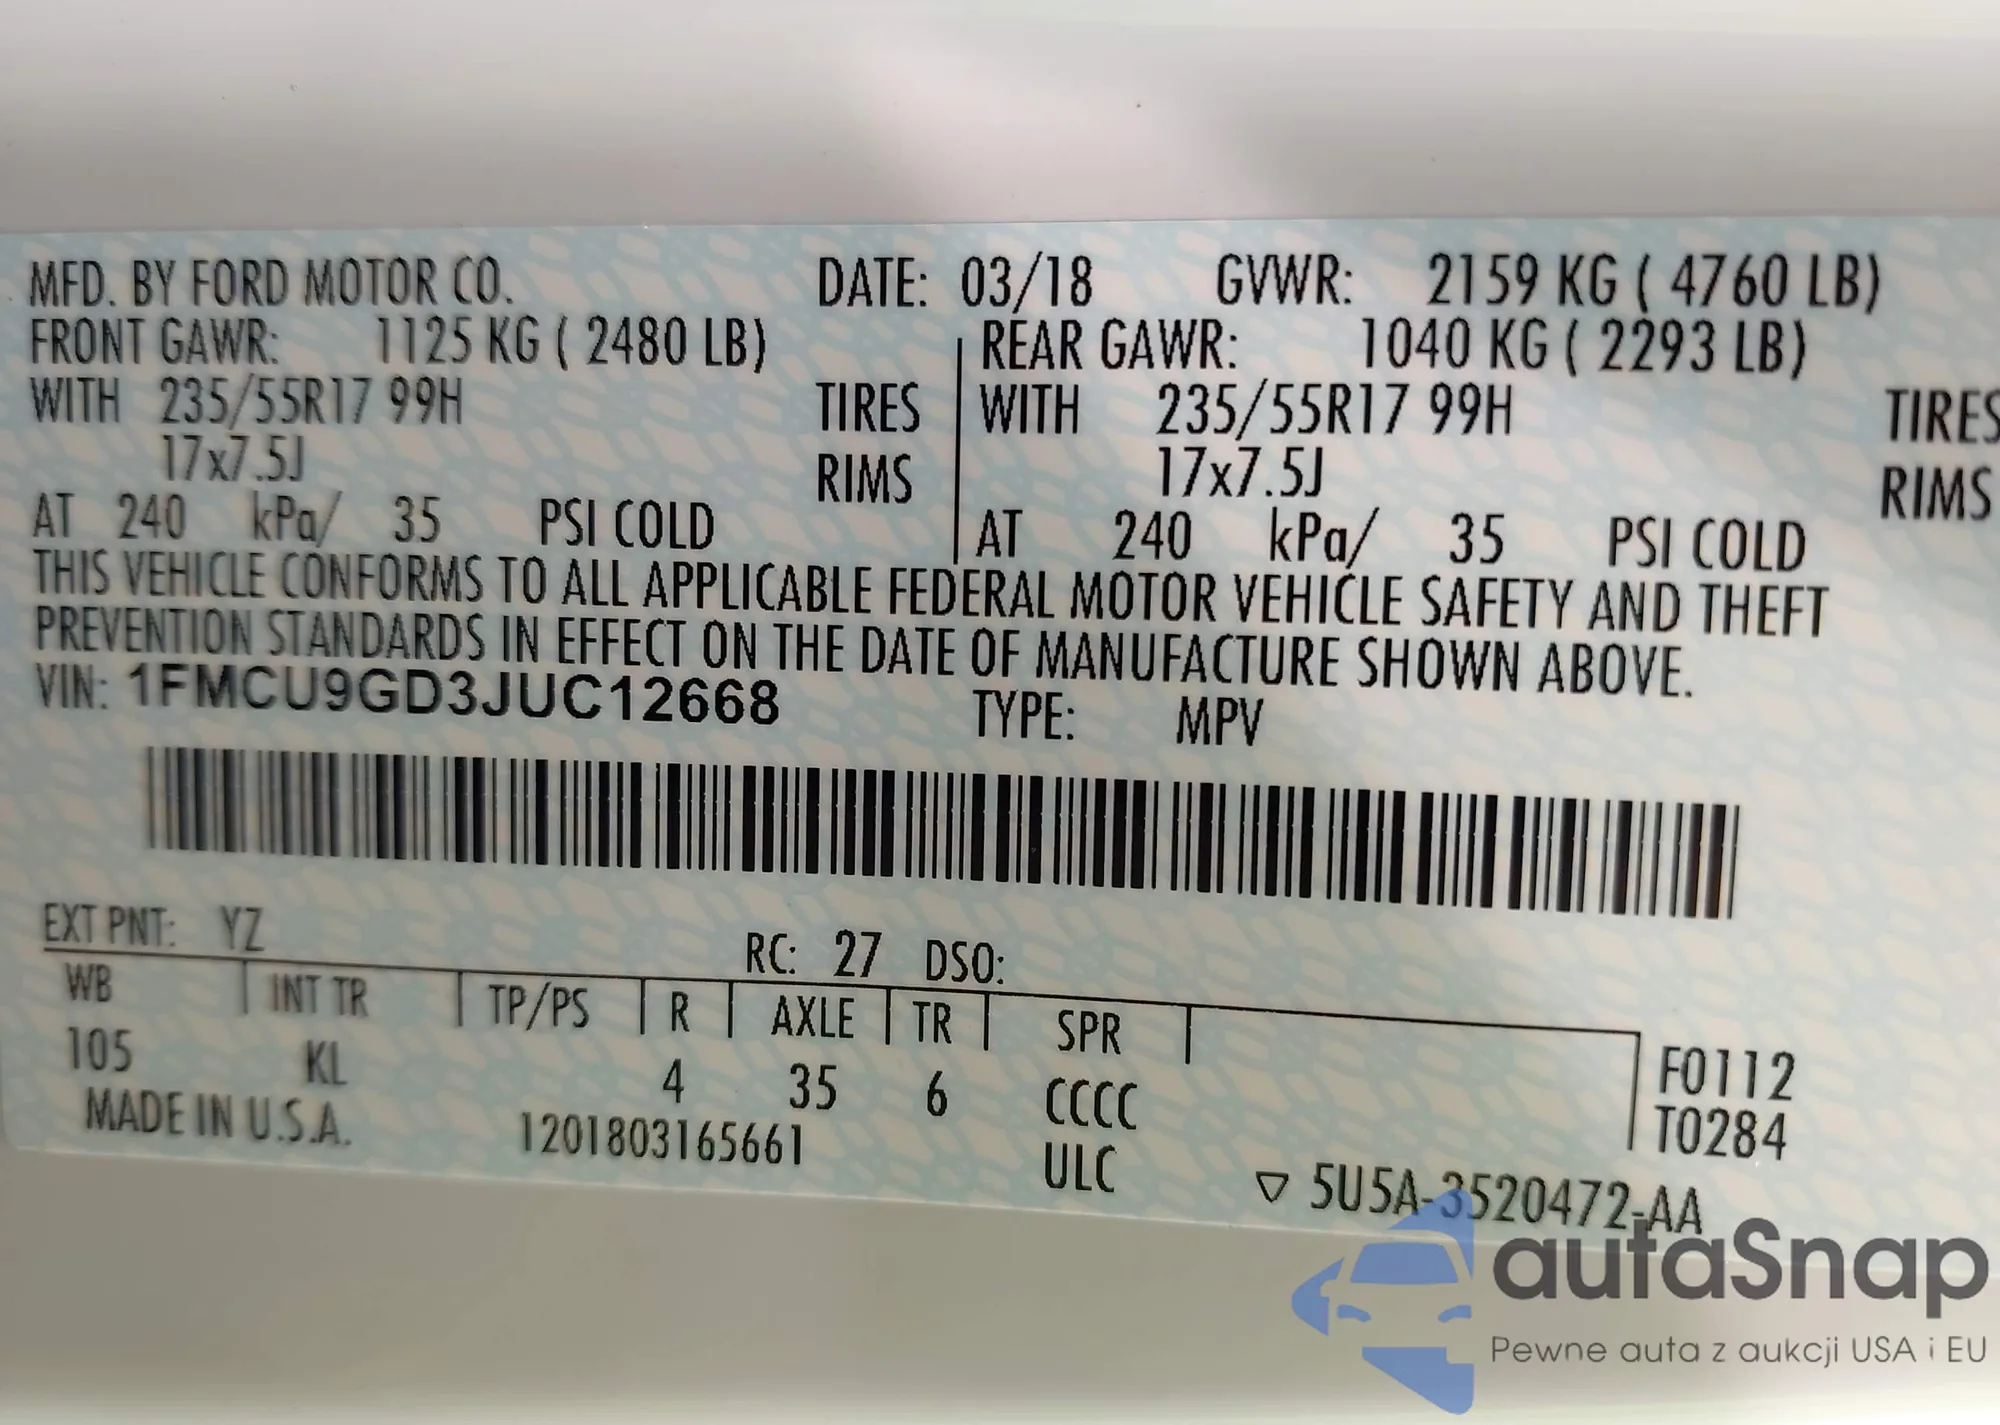 MFD. BY FORD MOTOR CO. DATE: 03/18 GVWR: 2159 KG ( 4760 LB)
FRONT GAWR: 1125 KG ( 2480 LB) REAR GAWR: 1040 KG ( 2293 LB)
WITH 235/55R17 99H TIRES WITH 235/55R17 99H TIRES
17x7.5J RIMS 17x7.5J RIMS
AT 240 kPa/ 35 PSI COLD AT 240 kPa/ 35 PSI COLD
THIS VEHICLE CONFORMS TO ALL APPLICABLE FEDERAL MOTOR VEHICLE SAFETY AND THEFT
PREVENTION STANDARDS IN EFFECT ON THE DATE OF MANUFACTURE SHOWN ABOVE.
VIN: 1FMCU9GD3JUC12668 TYPE: MPV
EXT PNT: YZ RC: 27 DSO:
WB INT TR TP/PS R AXLE TR SPR
105 KL 4 35 6 CCCC F0112
MADE IN U.S.A. 1201803165661 ULC T0284
▽ 5U5A-3520472-AA
autaSnap
Pewne auta z aukcji USA i EU